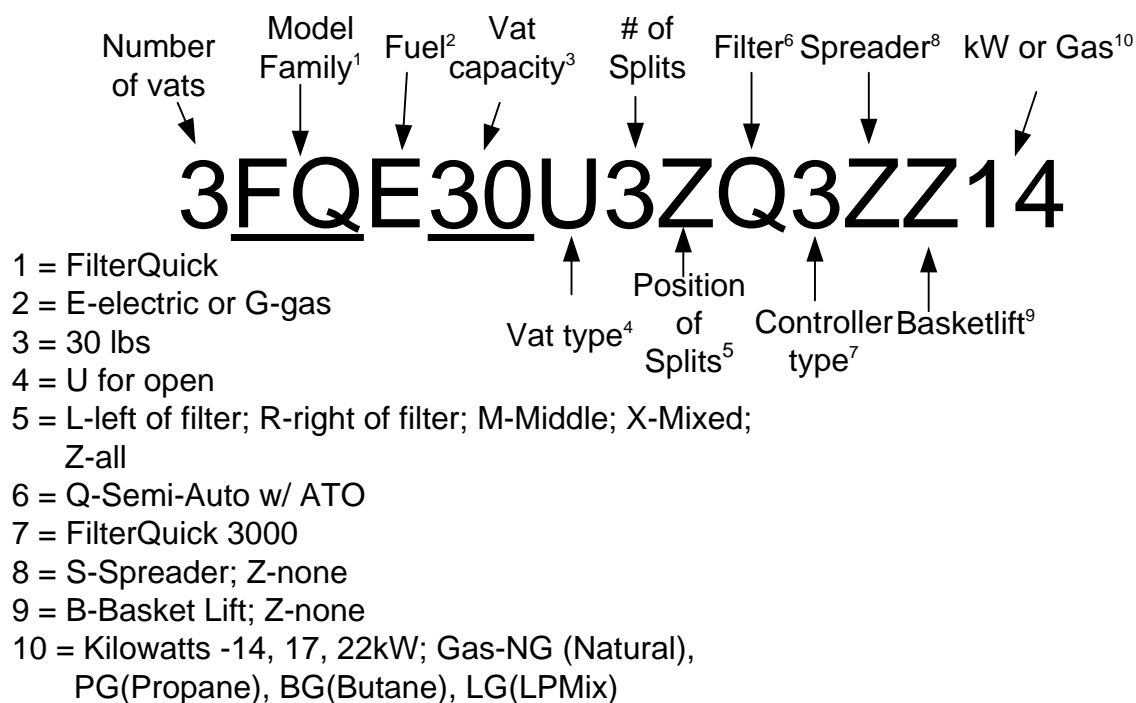 Number
of vats
Model
Family1
Fuel2
Vat
capacity3
# of
Splits
Filter6
Spreader8
kW or Gas10
3FQE30U3ZQ3ZZ14
Vat type4
Position
of
Splits5
Controller
type7
Basketlift9
1 = FilterQuick
2 = E-electric or G-gas
3 = 30 lbs
4 = U for open
5 = L-left of filter; R-right of filter; M-Middle; X-Mixed;
Z-all
6 = Q-Semi-Auto w/ ATO
7 = FilterQuick 3000
8 = S-Spreader; Z-none
9 = B-Basket Lift; Z-none
10 = Kilowatts -14, 17, 22kW; Gas-NG (Natural),
PG(Propane), BG(Butane), LG(LPMix)